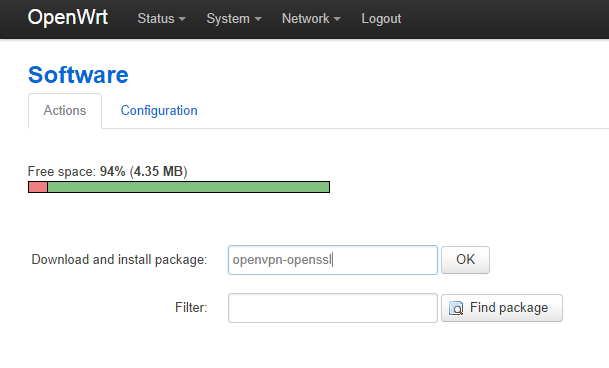 OpenWrt Status System Network Logout
Software
Actions Configuration
Free space: 94% (4.35 MB)
Download and install package: openvpn-openssl OK
Filter: Find package